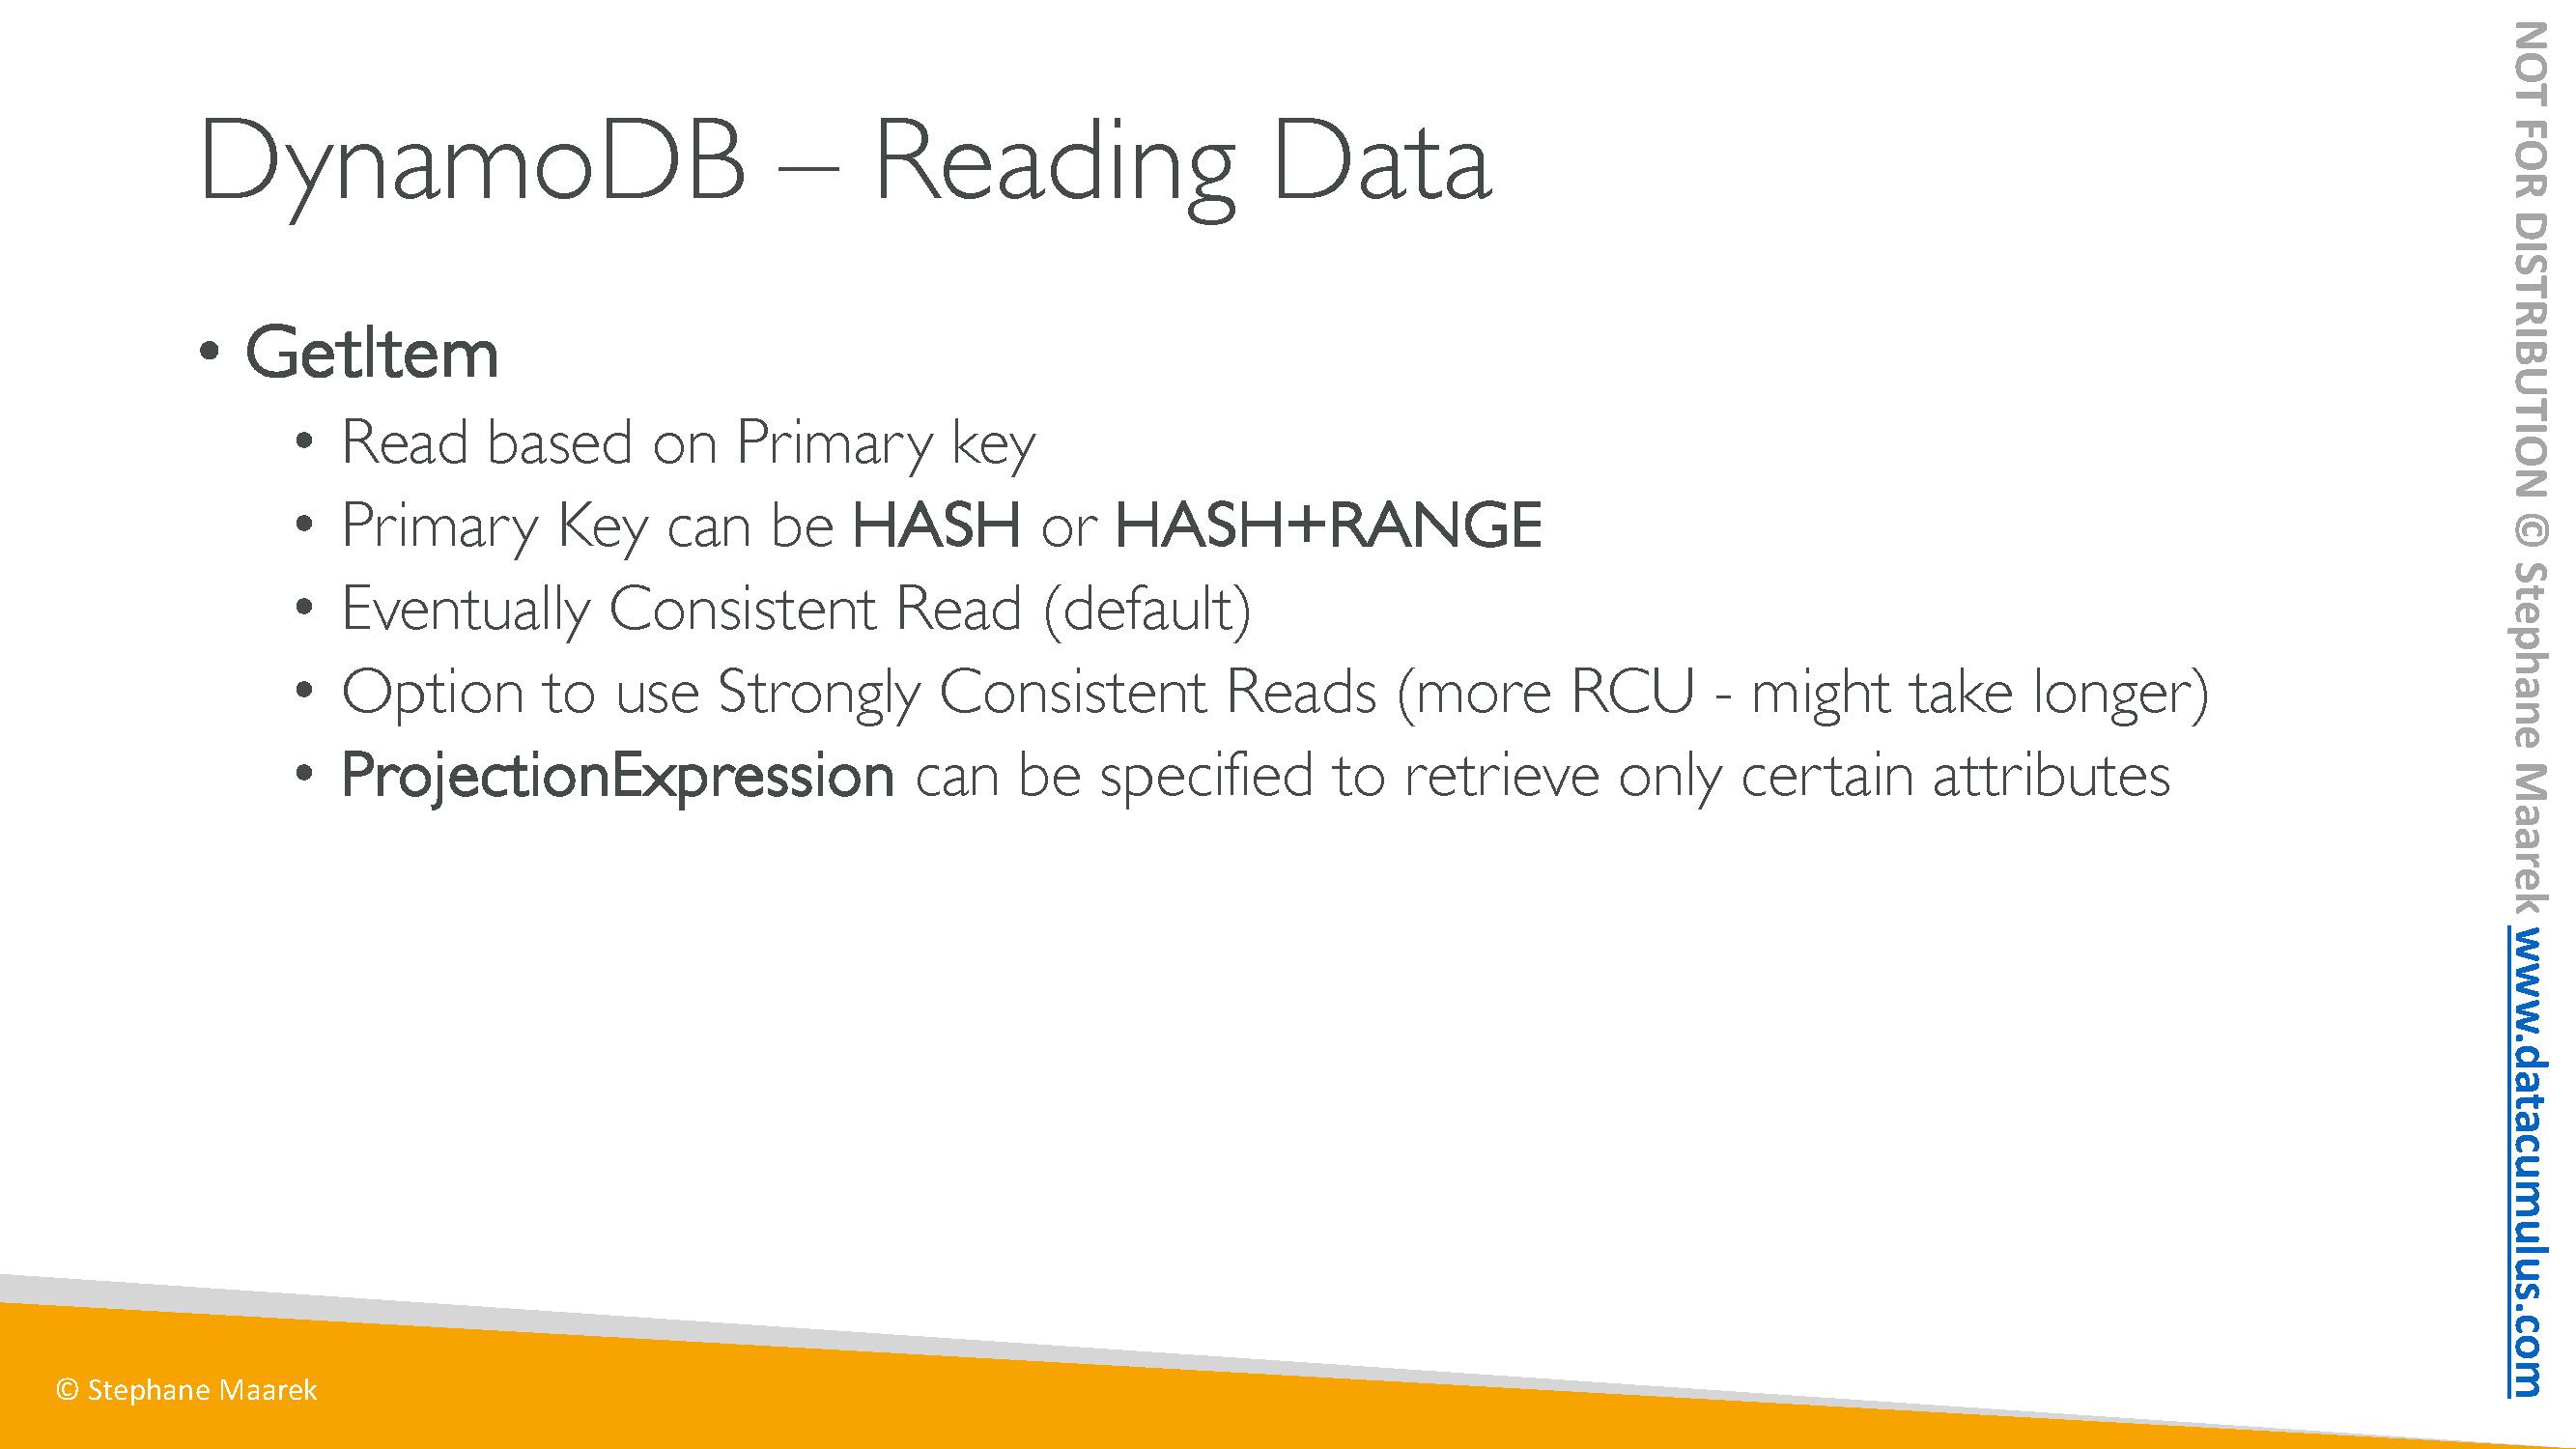 DynamoDB – Reading Data
• GetItem
• Read based on Primary key
• Primary Key can be HASH or HASH+RANGE
• Eventually Consistent Read (default)
• Option to use Strongly Consistent Reads (more RCU - might take longer)
• ProjectionExpression can be specified to retrieve only certain attributes
© Stephane Maarek
NOT FOR DISTRIBUTION © Stephane Maarek www.datacumulus.com